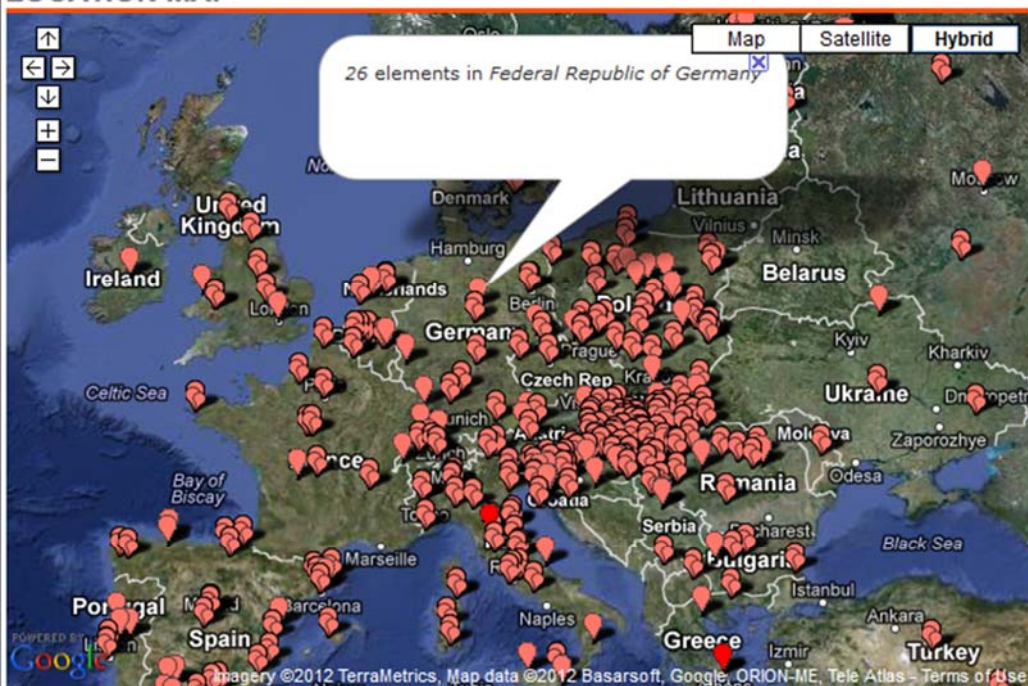 Map
Satellite
Hybrid
26 elements in Federal Republic of Germany
Denmark
Lithuania
Vilnius
Moscow
Hamburg
Minsk
United
Kingdom
Ireland
Belarus
London
Netherlands
Berlin
Germany
Prague
Kyiv
Kharkiv
Celtic Sea
Czech Rep
Ukraine
Zaporozhye
Moldova
Odesa
Bay of
Biscay
Romania
Croatia
Serbia
Marseille
Bulgaria
Black Sea
Istanbul
Portugal
Barcelona
Naples
Ankara
Spain
Greece
Izmir
Turkey
POWERED BY
Google
Imagery ©2012 TerraMetrics, Map data ©2012 Basarsoft, Google, ORION-ME, Tele Atlas - Terms of Use